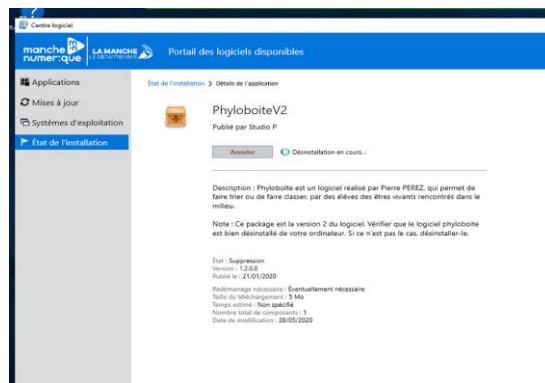 Centre logiciel
manche
numer:que
LA MANCHE
LE DÉPARTEMENT
Portail des logiciels disponibles
Applications
Mises à jour
Systèmes d'exploitation
État de l'installation
État de l'installation > Détails de l'application
PhyloboiteV2
Publié par Studio P
Annuler
Désinstallation en cours...
Description : Phyloboîte est un logiciel réalisé par Pierre PEREZ, qui permet de
faire trier ou de faire classer, par des élèves des êtres vivants rencontrés dans le
milieu.
Note : Ce package est la version 2 du logiciel. Vérifier que le logiciel phyloboite
est bien désinstallé de votre ordinateur. Si ce n'est pas le cas, désinstaller-le.
État : Suppression
Version : 1.2.0.0
Publié le : 21/01/2020
Redémarrage nécessaire : Éventuellement nécessaire
Taille du téléchargement : 5 Mo
Temps estimé : Non spécifié
Nombre total de composants : 1
Date de modification : 28/05/2020